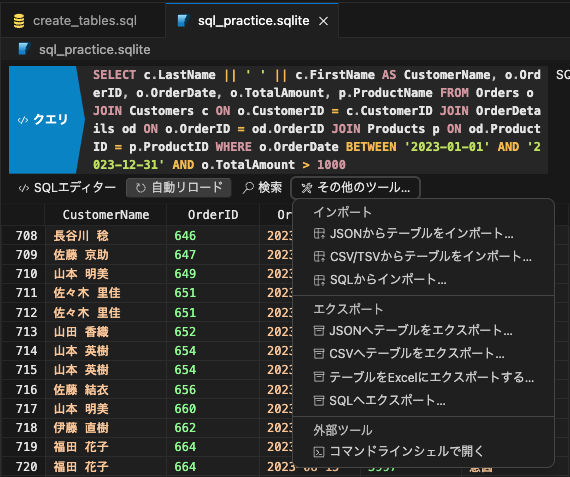 create_tables.sql
sql_practice.sqlite
sql_practice.sqlite
クエリ
SELECT c.LastName || ' ' || c.FirstName AS CustomerName, o.Ord
erID, o.OrderDate, o.TotalAmount, p.ProductName FROM Orders o
JOIN Customers c ON o.CustomerID = c.CustomerID JOIN OrderDeta
ils od ON o.OrderID = od.OrderID JOIN Products p ON od.Product
ID = p.ProductID WHERE o.OrderDate BETWEEN '2023-01-01' AND '2
023-12-31' AND o.TotalAmount > 1000
SQLエディター 自動リロード 検索 その他のツール...
CustomerName OrderID
708 長谷川 稔 646 2023
709 佐藤 京助 647 2023
710 山本 明美 649 2023
711 佐々木 里佳 651 2023
712 佐々木 里佳 651 2023
713 山田 香織 652 2023
714 山本 英樹 654 2023
715 山本 英樹 654 2023
716 佐藤 結衣 656 2023
717 山本 明美 660 2023
718 伊藤 直樹 662 2023
719 福田 花子 664 2023
720 福田 花子 664
インポート
JSONからテーブルをインポート...
CSV/TSVからテーブルをインポート...
SQLからインポート...
エクスポート
JSONへテーブルをエクスポート...
CSVへテーブルをエクスポート...
テーブルをExcelにエクスポートする...
SQLへエクスポート...
外部ツール
コマンドラインシェルで開く